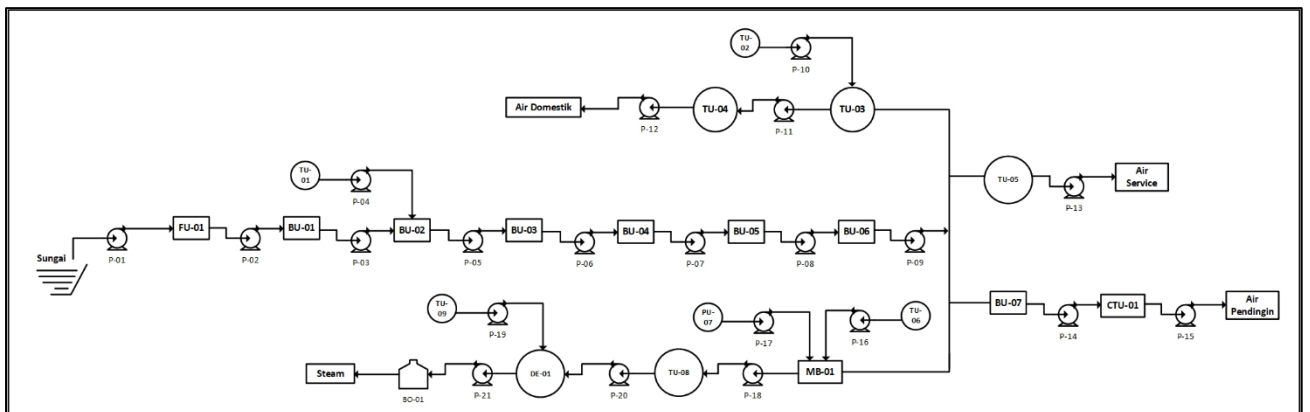 TU-
02
P-10
Air Domestik
P-12
TU-04
P-11
TU-03
TU-
01
P-04
TU-05
P-13
Air
Service
Sungai
P-01
FU-01
P-02
BU-01
P-03
BU-02
P-05
BU-03
P-06
BU-04
P-07
BU-05
P-08
BU-06
P-09
TU-
09
P-19
PU-
07
P-17
P-16
TU-
06
BU-07
P-14
CTU-01
P-15
Air
Pendingin
Steam
BO-01
P-21
DE-01
P-20
TU-08
P-18
MB-01